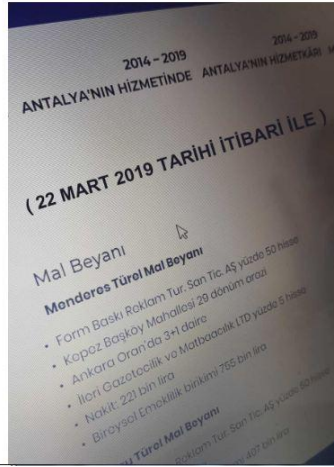 2014 - 2019
ANTALYA'NIN HİZMETİNDE
2014 - 2019
ANTALYA'NIN HİZMETKÂRI
( 22 MART 2019 TARİHİ İTİBARİ İLE )
Mal Beyanı
Menderes Türel Mal Beyanı
• Form Baskı Reklam Tur. San Tic. AŞ yüzde 50 hisse
• Kepez Başköy Mahallesi 29 dönüm arazi
• Ankara Oran'da 3+1 daire
• İleri Gazetecilik ve Matbaacılık LTD yüzde 5 hisse
• Nakit: 221 bin lira
• Bireysel Emeklilik birikimi 765 bin lira
Türel Mal Beyanı
Reklam Tur. San Tic. AŞ yüzde 50 hisse
407 bin lira